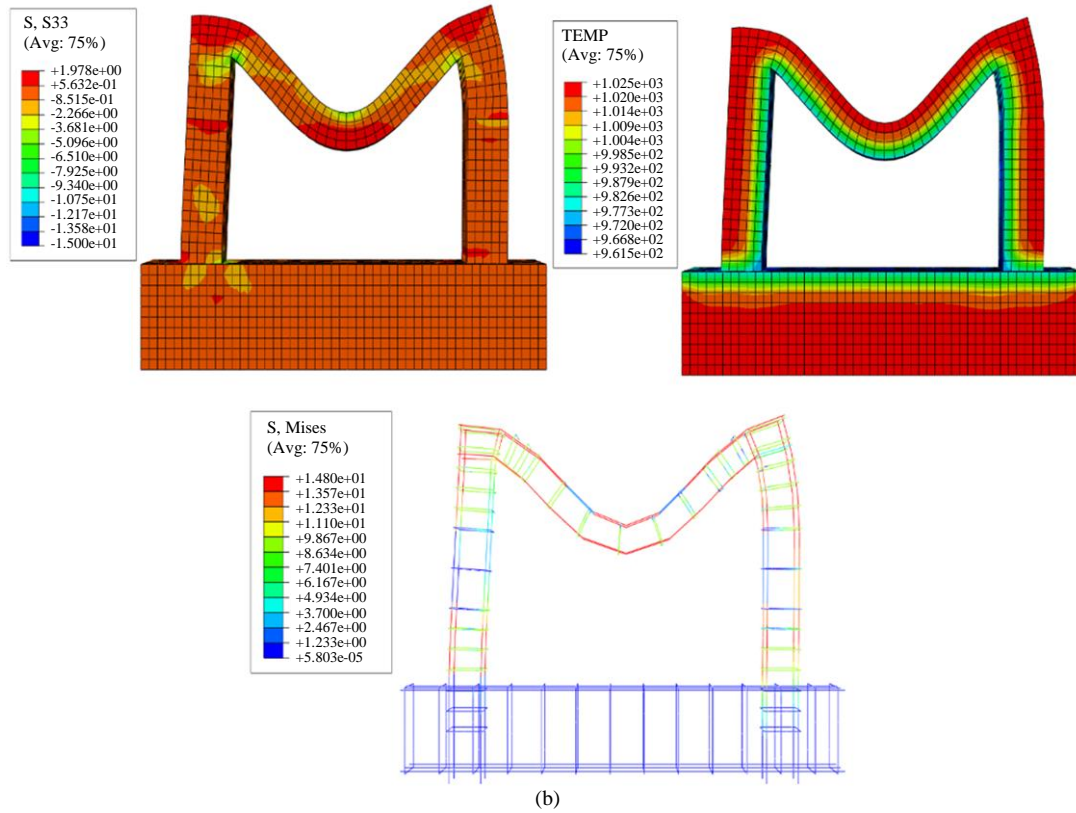 S, S33
(Avg: 75%)
+1.978e+00
+5.632e-01
-8.515e-01
-2.266e+00
-3.681e+00
-5.096e+00
-6.510e+00
-7.925e+00
-9.340e+00
-1.075e+01
-1.217e+01
-1.358e+01
-1.500e+01
TEMP
(Avg: 75%)
+1.025e+03
+1.020e+03
+1.014e+03
+1.009e+03
+1.004e+03
+9.985e+02
+9.932e+02
+9.879e+02
+9.826e+02
+9.773e+02
+9.720e+02
+9.668e+02
+9.615e+02
S, Mises
(Avg: 75%)
+1.480e+01
+1.357e+01
+1.233e+01
+1.110e+01
+9.867e+00
+8.634e+00
+7.401e+00
+6.167e+00
+4.934e+00
+3.700e+00
+2.467e+00
+1.233e+00
+5.803e-05
(b)